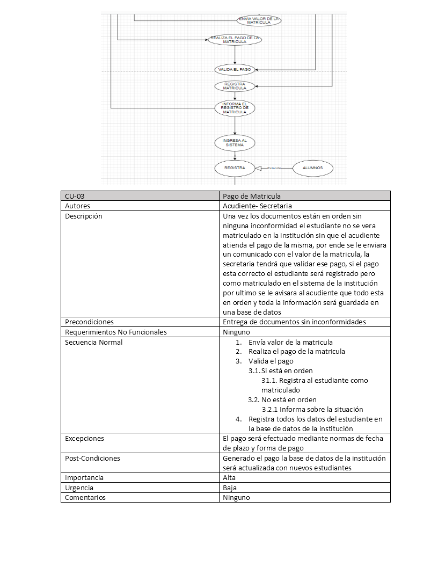 ENVIA VALOR DE LA
MATRICULA
REALIZA EL PAGO DE LA
MATRICULA
VALIDA EL PAGO
REGISTRA
MATRICULA
INFORMA EL
REGISTRO DE
MATRICULA
INGRESA AL
SISTEMA
REGISTRA
ALUMNOS
CU-03 Pago de Matricula
Autores Acudiente- Secretaria
Descripción Una vez los documentos están en orden sin
ninguna inconformidad el estudiante no se vera
matriculado en la institución sin que el acudiente
atienda el pago de la misma, por ende se le enviara
un comunicado con el valor de la matricula, la
secretaria tendrá que validar ese pago, si el pago
esta correcto el estudiante será registrado pero
como matriculado en el sistema de la institución
por ultimo se le avisara al acudiente que todo esta
en orden y toda la información será guardada en
una base de datos
Precondiciones Entrega de documentos sin inconformidades
Requerimientos No Funcionales Ninguno
Secuencia Normal 1. Envía valor de la matricula
2. Realiza el pago de la matricula
3. Valida el pago
3.1. Si está en orden
31.1. Registra al estudiante como
matriculado
3.2. No está en orden
3.2.1 Informa sobre la situación
4. Registra todos los datos del estudiante en
la base de datos de la institución
Excepciones El pago será efectuado mediante normas de fecha
de plazo y forma de pago
Post-Condiciones Generado el pago la base de datos de la institución
será actualizada con nuevos estudiantes
Importancia Alta
Urgencia Baja
Comentarios Ninguno